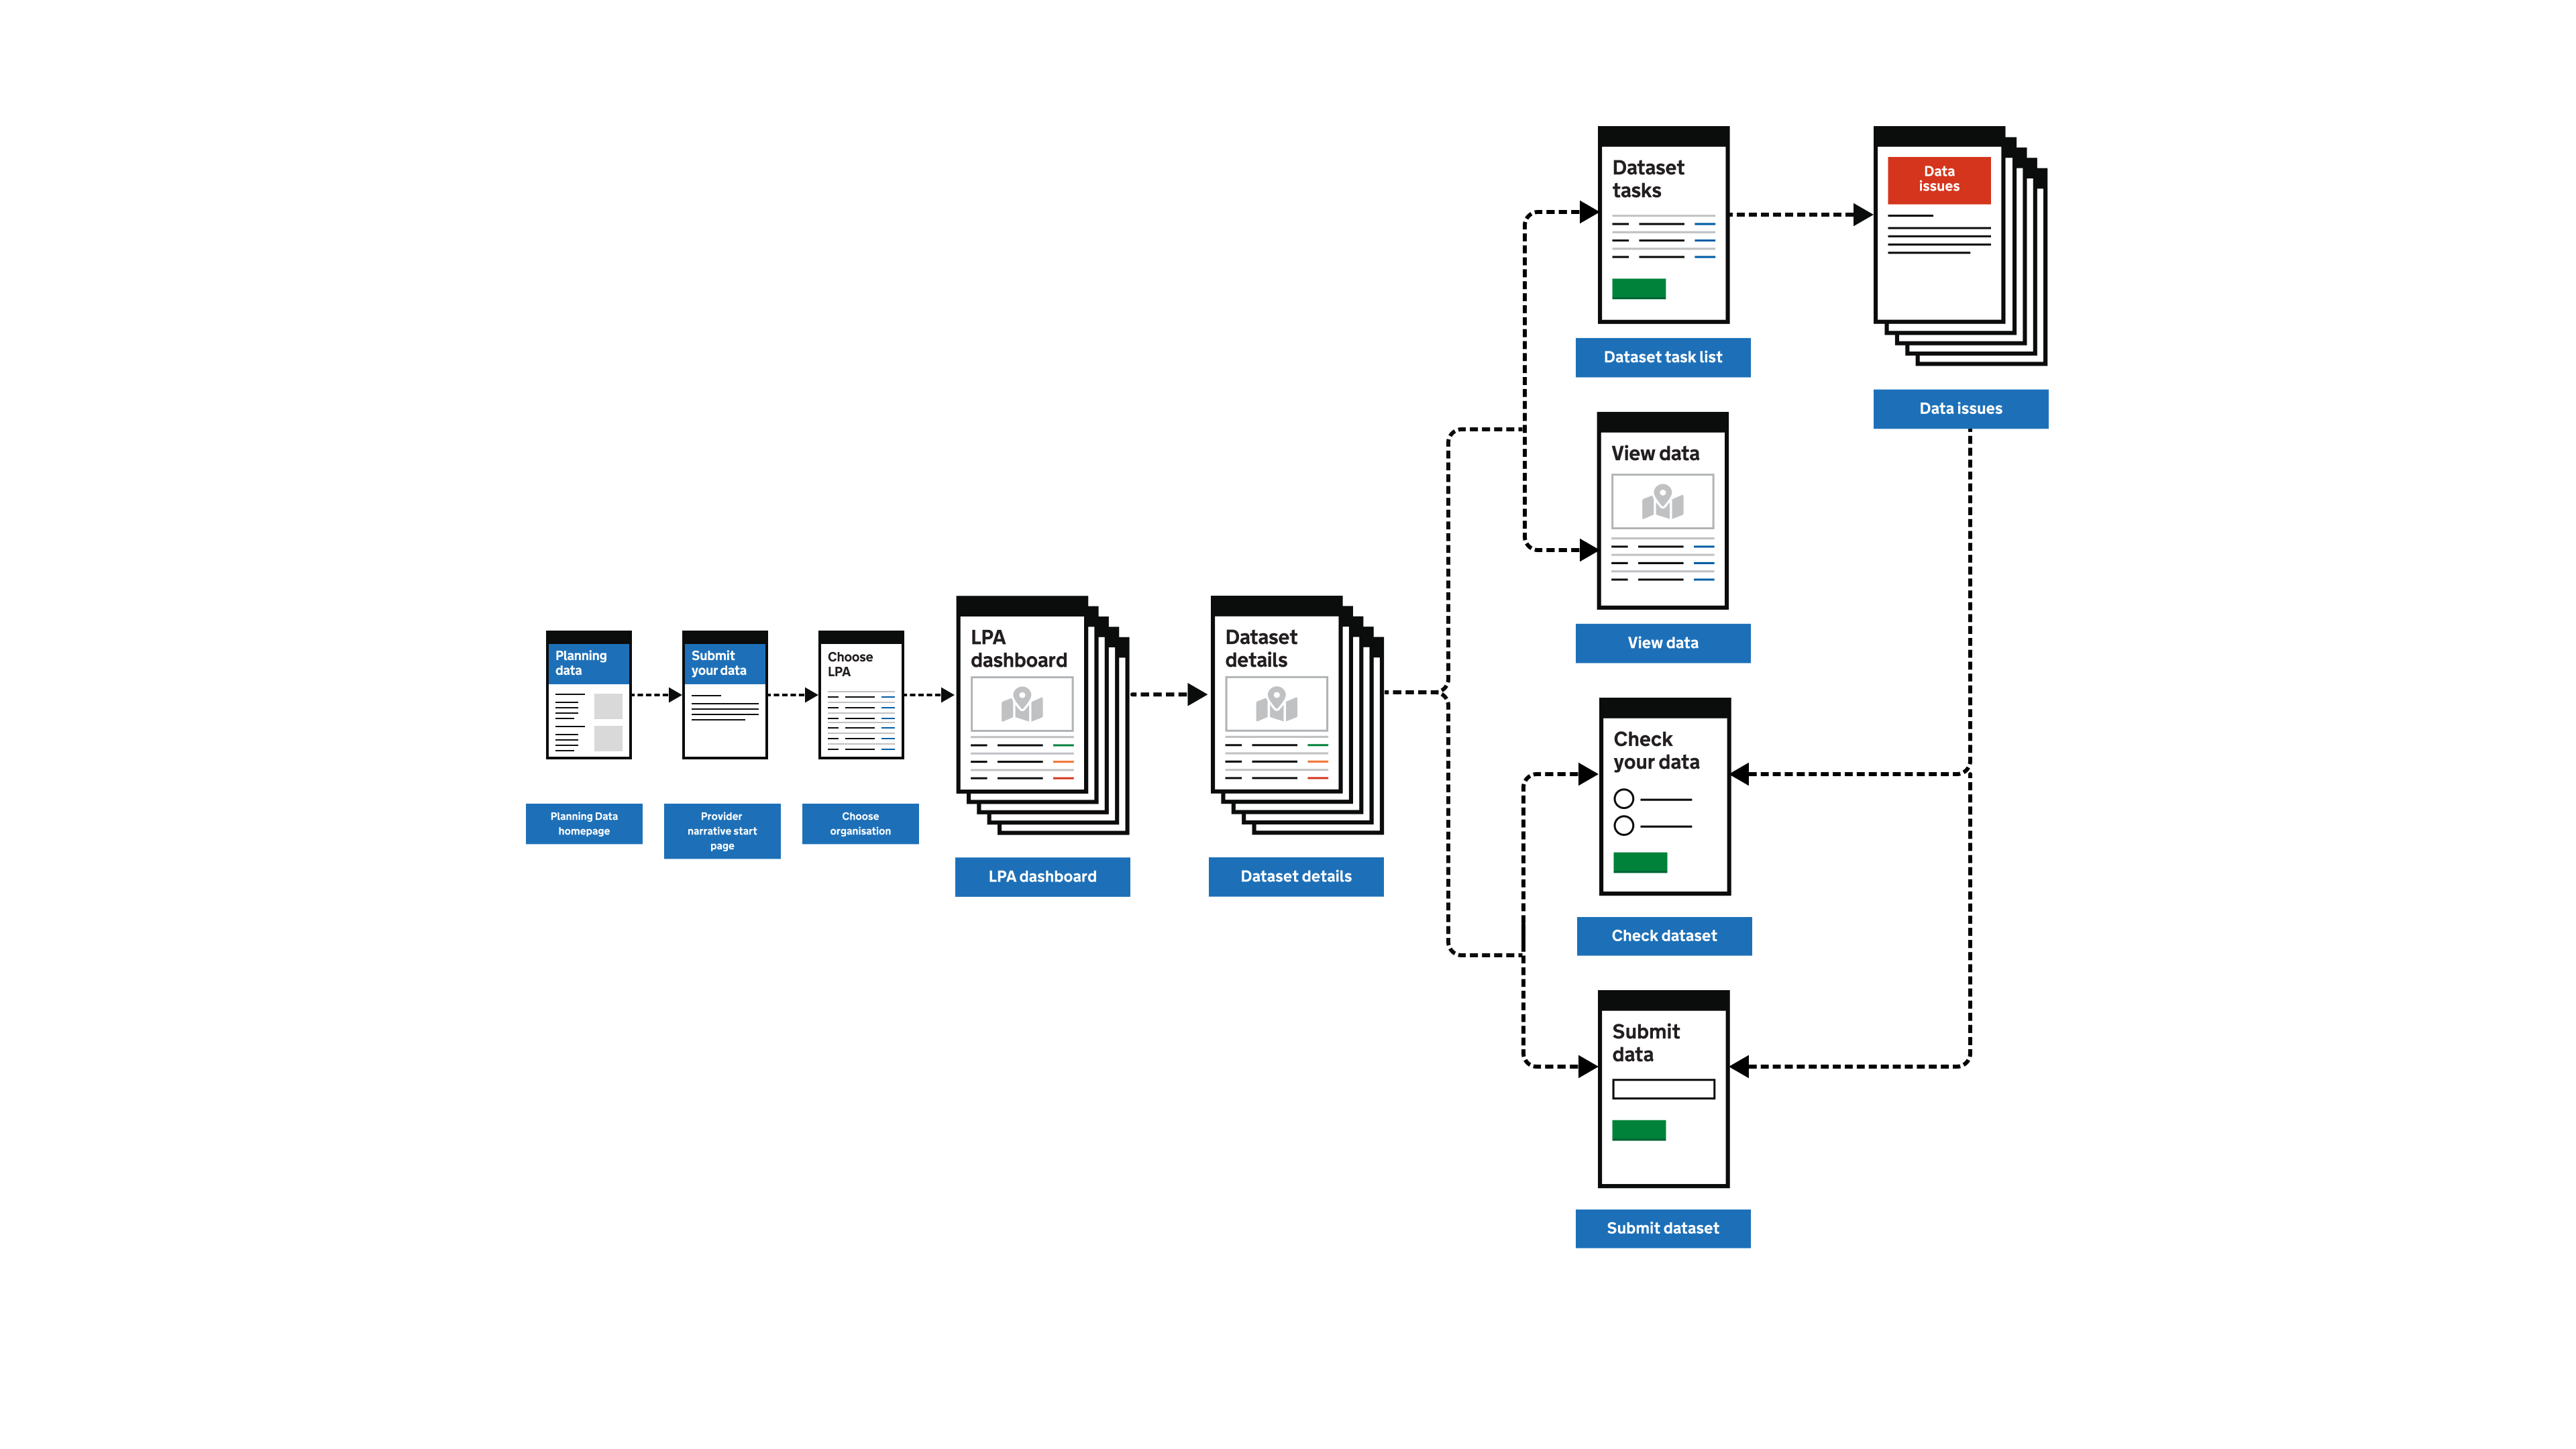 Planning
data
Planning Data
homepage
Submit
your data
Provider
narrative start
page
Choose
LPA
Choose
organisation
LPA
dashboard
LPA dashboard
Dataset
details
Dataset details
Dataset
tasks
Dataset task list
Data
issues
Data issues
View data
View data
Check
your data
Check dataset
Submit
data
Submit dataset